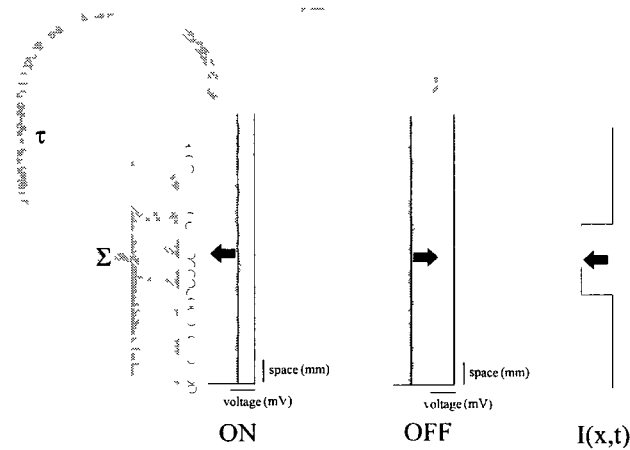 τ
Σ
space (mm)
space (mm)
voltage (mV)
voltage (mV)
ON
OFF
I(x,t)